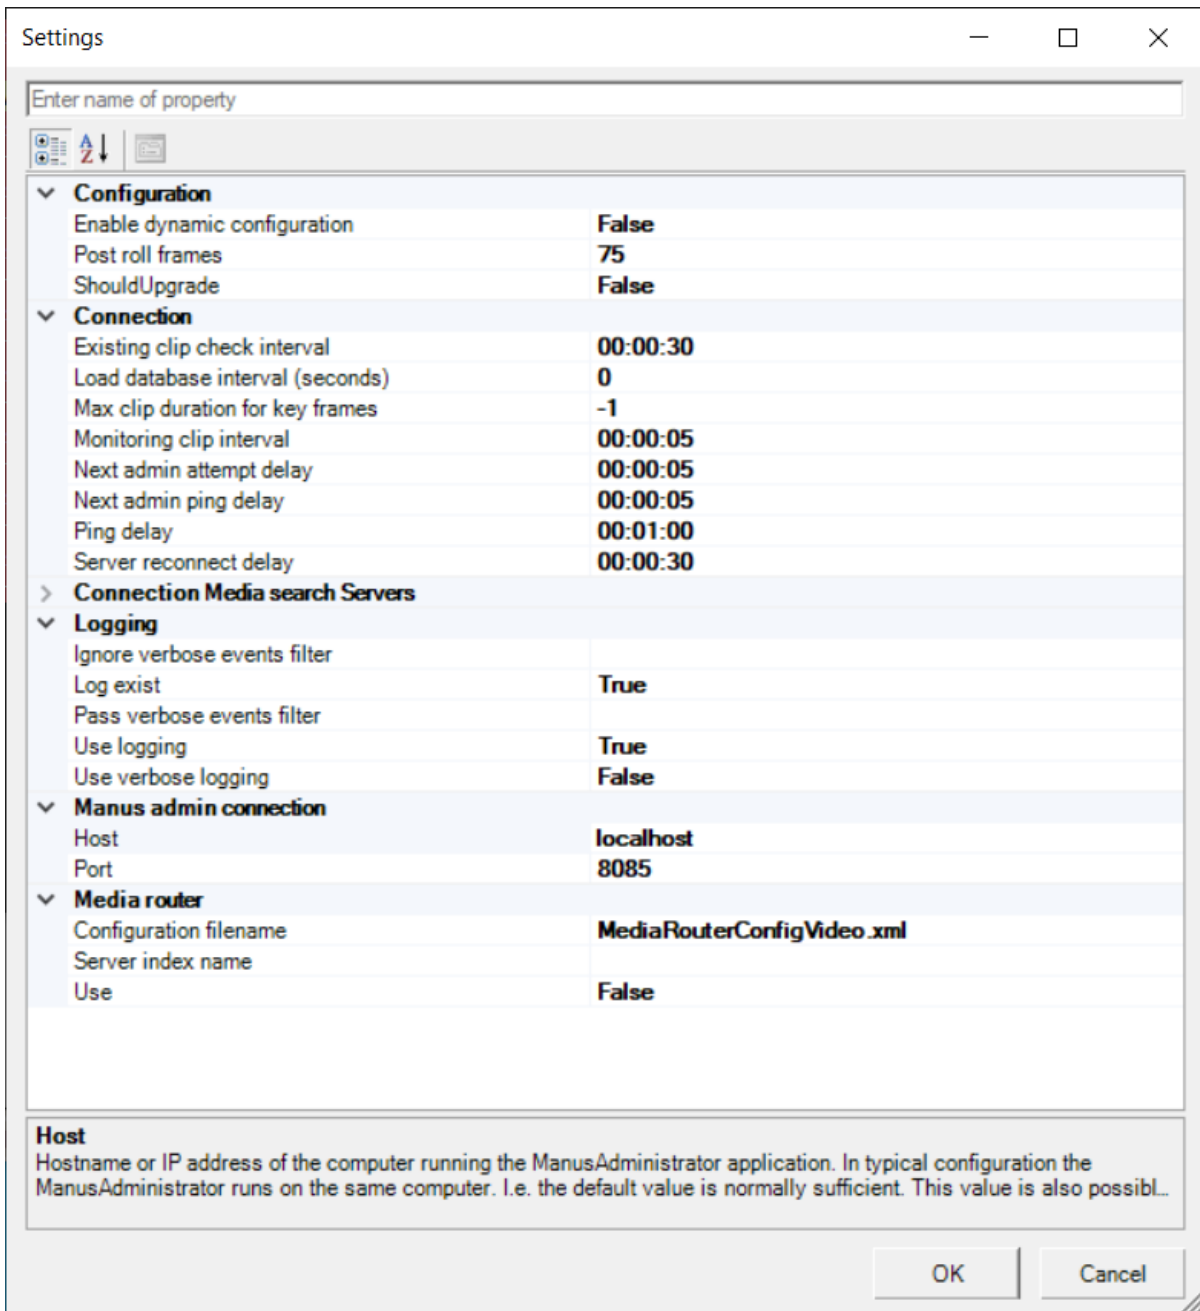 Settings
Enter name of property
Configuration
Enable dynamic configuration False
Post roll frames 75
ShouldUpgrade False
Connection
Existing clip check interval 00:00:30
Load database interval (seconds) 0
Max clip duration for key frames -1
Monitoring clip interval 00:00:05
Next admin attempt delay 00:00:05
Next admin ping delay 00:00:05
Ping delay 00:01:00
Server reconnect delay 00:00:30
Connection Media search Servers
Logging
Ignore verbose events filter
Log exist True
Pass verbose events filter
Use logging True
Use verbose logging False
Manus admin connection
Host localhost
Port 8085
Media router
Configuration filename MediaRouterConfigVideo.xml
Server index name
Use False
Host
Hostname or IP address of the computer running the ManusAdministrator application. In typical configuration the
ManusAdministrator runs on the same computer. I.e. the default value is normally sufficient. This value is also possibl...
OK Cancel